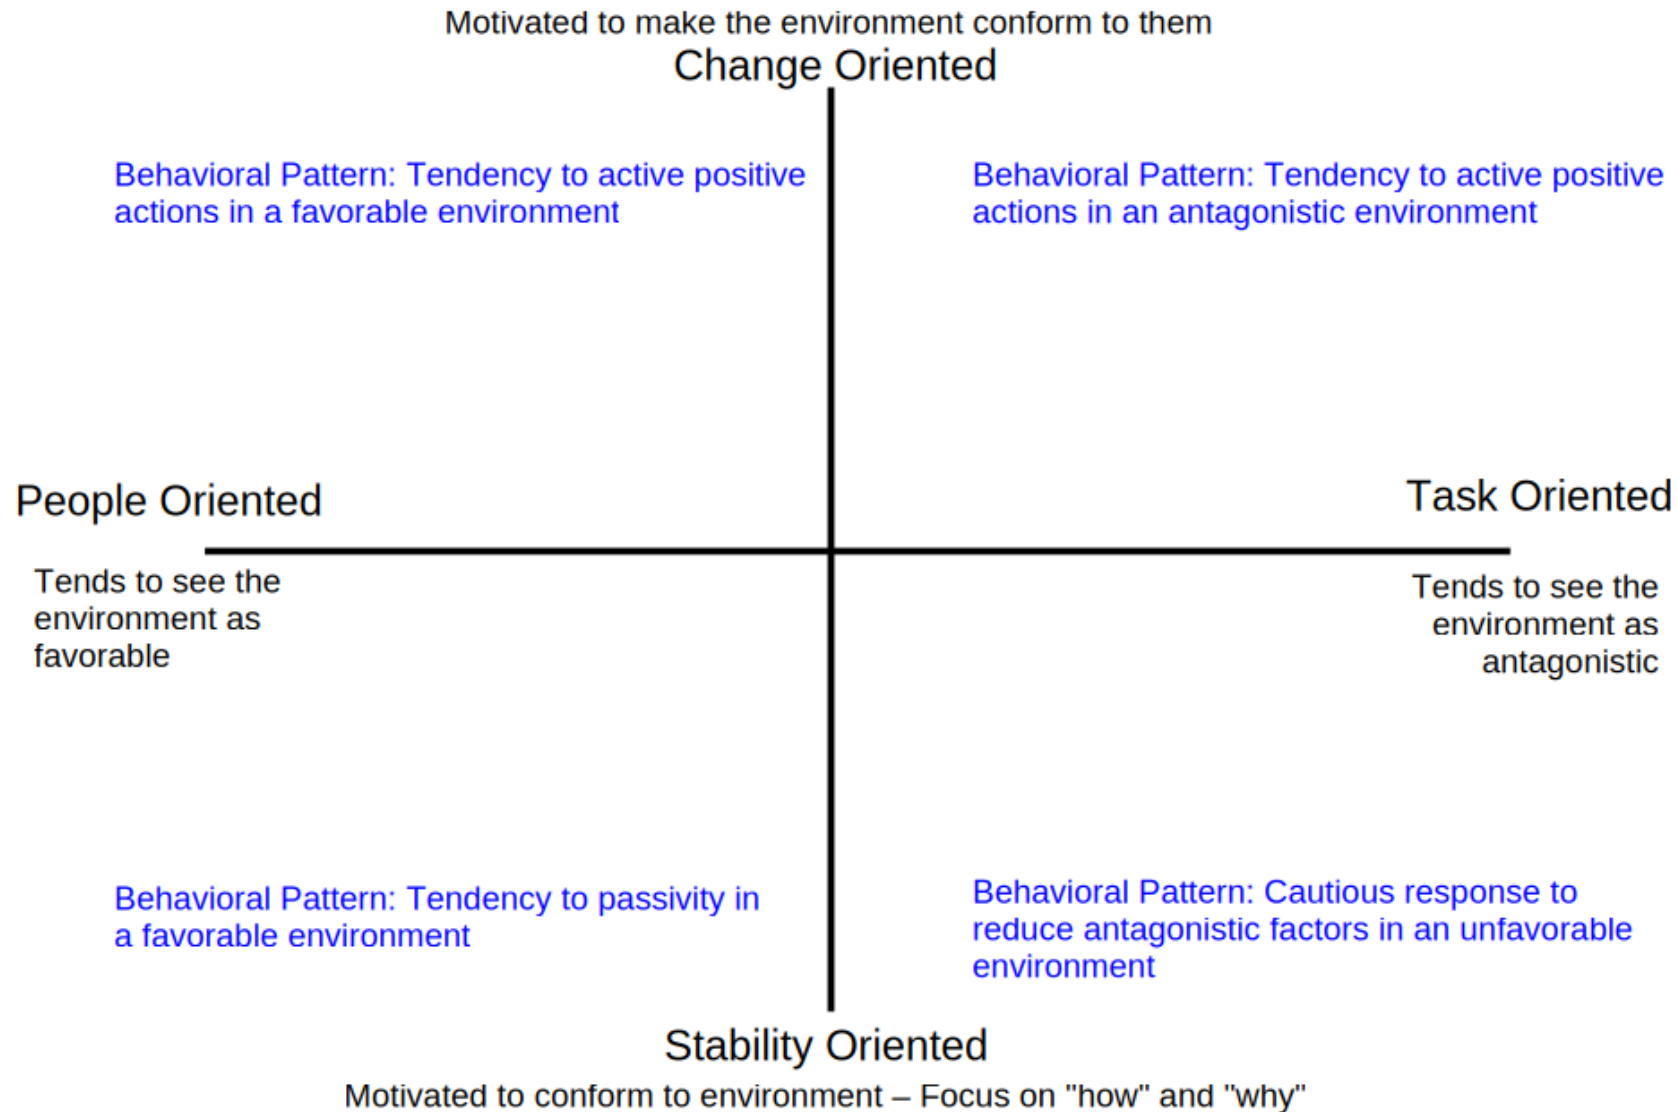 Motivated to make the environment conform to them
Change Oriented
Behavioral Pattern: Tendency to active positive
actions in a favorable environment
Behavioral Pattern: Tendency to active positive
actions in an antagonistic environment
People Oriented
Tends to see the
environment as
favorable
Task Oriented
Tends to see the
environment as
antagonistic
Behavioral Pattern: Tendency to passivity in
a favorable environment
Behavioral Pattern: Cautious response to
reduce antagonistic factors in an unfavorable
environment
Stability Oriented
Motivated to conform to environment – Focus on "how" and "why"